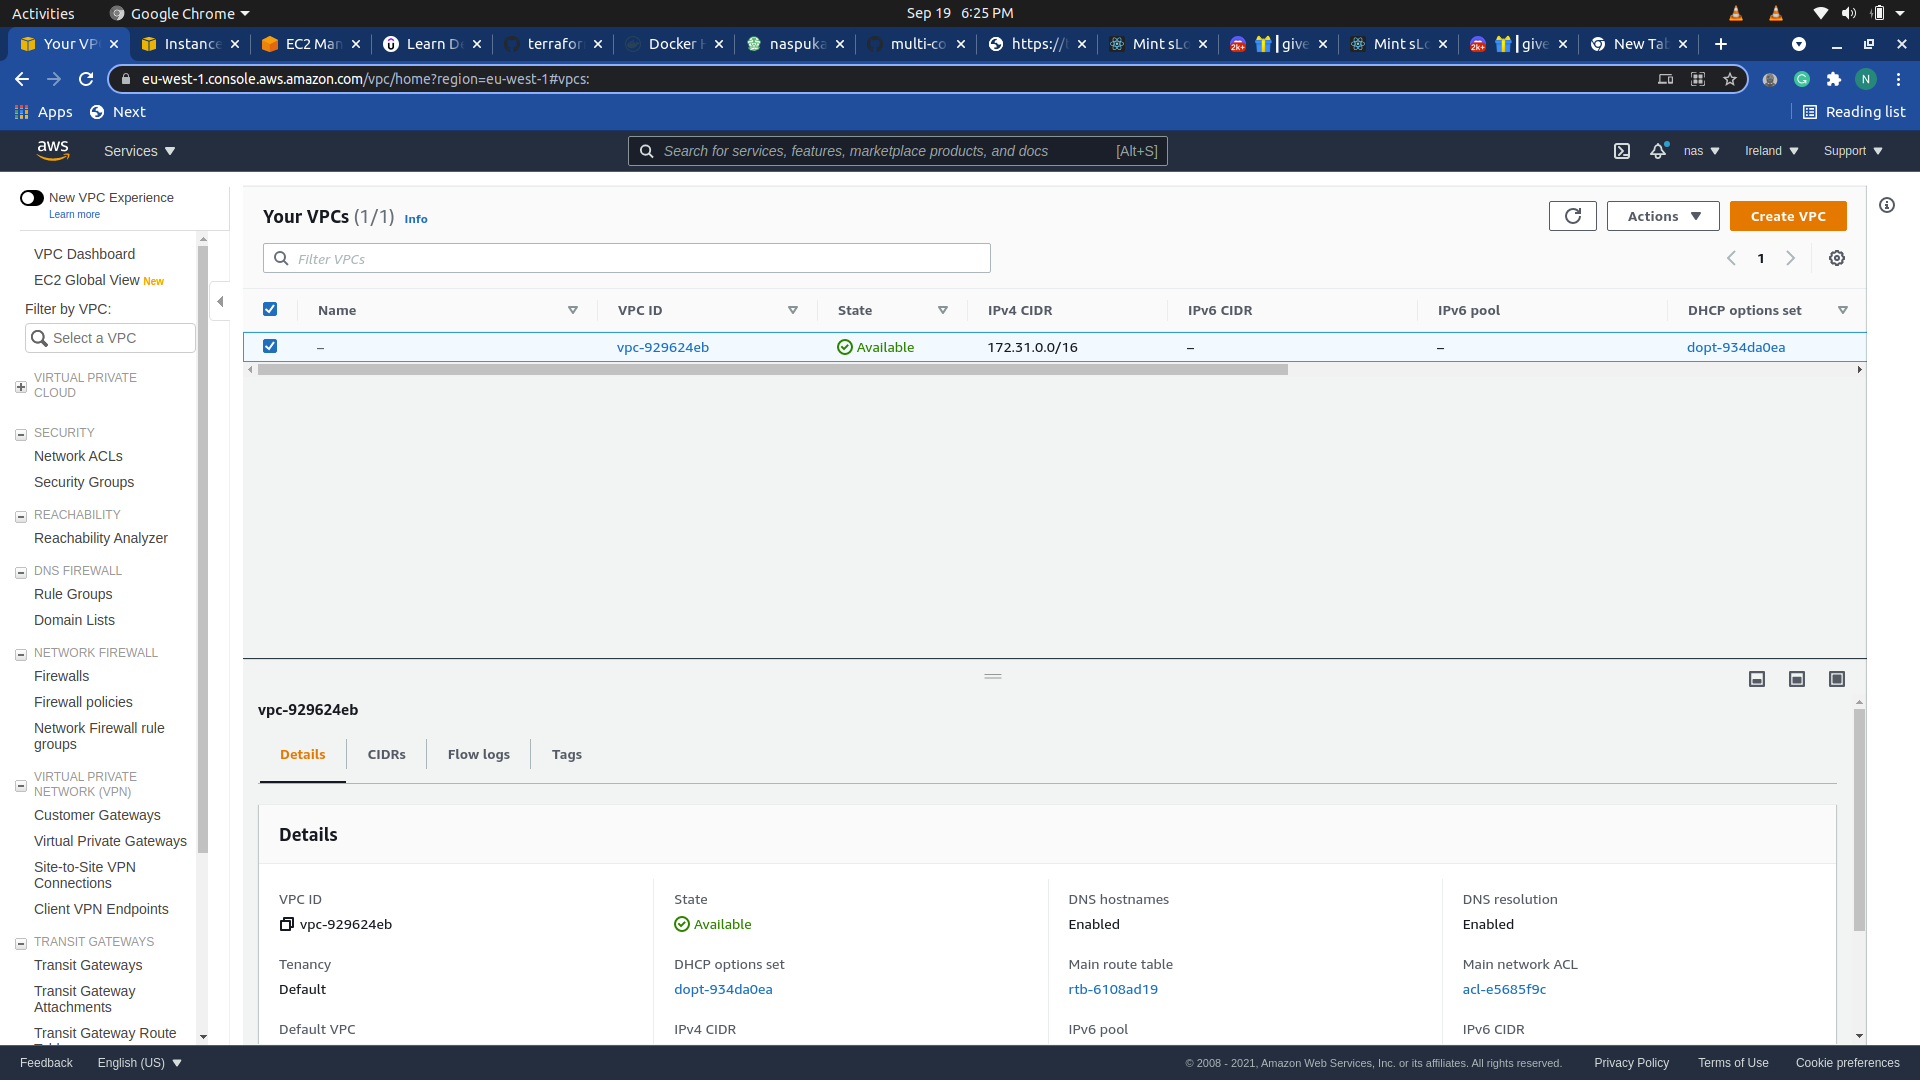 Activities
Google Chrome
Sep 19 6:25 PM
Your VP
Instance
EC2 Man
Learn D
terrafor
Docker H
naspuka
multi-co
https://
Mint sLo
give
Mint sLo
give
New Tab
eu-west-1.console.aws.amazon.com/vpc/home?region=eu-west-1#vpcs:
N
Apps
Next
Reading list
aws
Services
Search for services, features, marketplace products, and docs
[Alt+S]
nas
Ireland
Support
New VPC Experience
Learn more
VPC Dashboard
EC2 Global View New
Filter by VPC:
Select a VPC
VIRTUAL PRIVATE
CLOUD
SECURITY
Network ACLs
Security Groups
REACHABILITY
Reachability Analyzer
DNS FIREWALL
Rule Groups
Domain Lists
NETWORK FIREWALL
Firewalls
Firewall policies
Network Firewall rule
groups
VIRTUAL PRIVATE
NETWORK (VPN)
Customer Gateways
Virtual Private Gateways
Site-to-Site VPN
Connections
Client VPN Endpoints
TRANSIT GATEWAYS
Transit Gateways
Transit Gateway
Attachments
Transit Gateway Route
Your VPCs (1/1) Info
Actions
Create VPC
Filter VPCs
1
Name
VPC ID
State
IPv4 CIDR
IPv6 CIDR
IPv6 pool
DHCP options set
–
vpc-929624eb
Available
172.31.0.0/16
–
–
dopt-934da0ea
vpc-929624eb
Details
CIDRs
Flow logs
Tags
Details
VPC ID
State
DNS hostnames
DNS resolution
vpc-929624eb
Available
Enabled
Enabled
Tenancy
DHCP options set
Main route table
Main network ACL
Default
dopt-934da0ea
rtb-6108ad19
acl-e5685f9c
Default VPC
IPv4 CIDR
IPv6 pool
IPv6 CIDR
Feedback
English (US)
© 2008 - 2021, Amazon Web Services, Inc. or its affiliates. All rights reserved.
Privacy Policy
Terms of Use
Cookie preferences